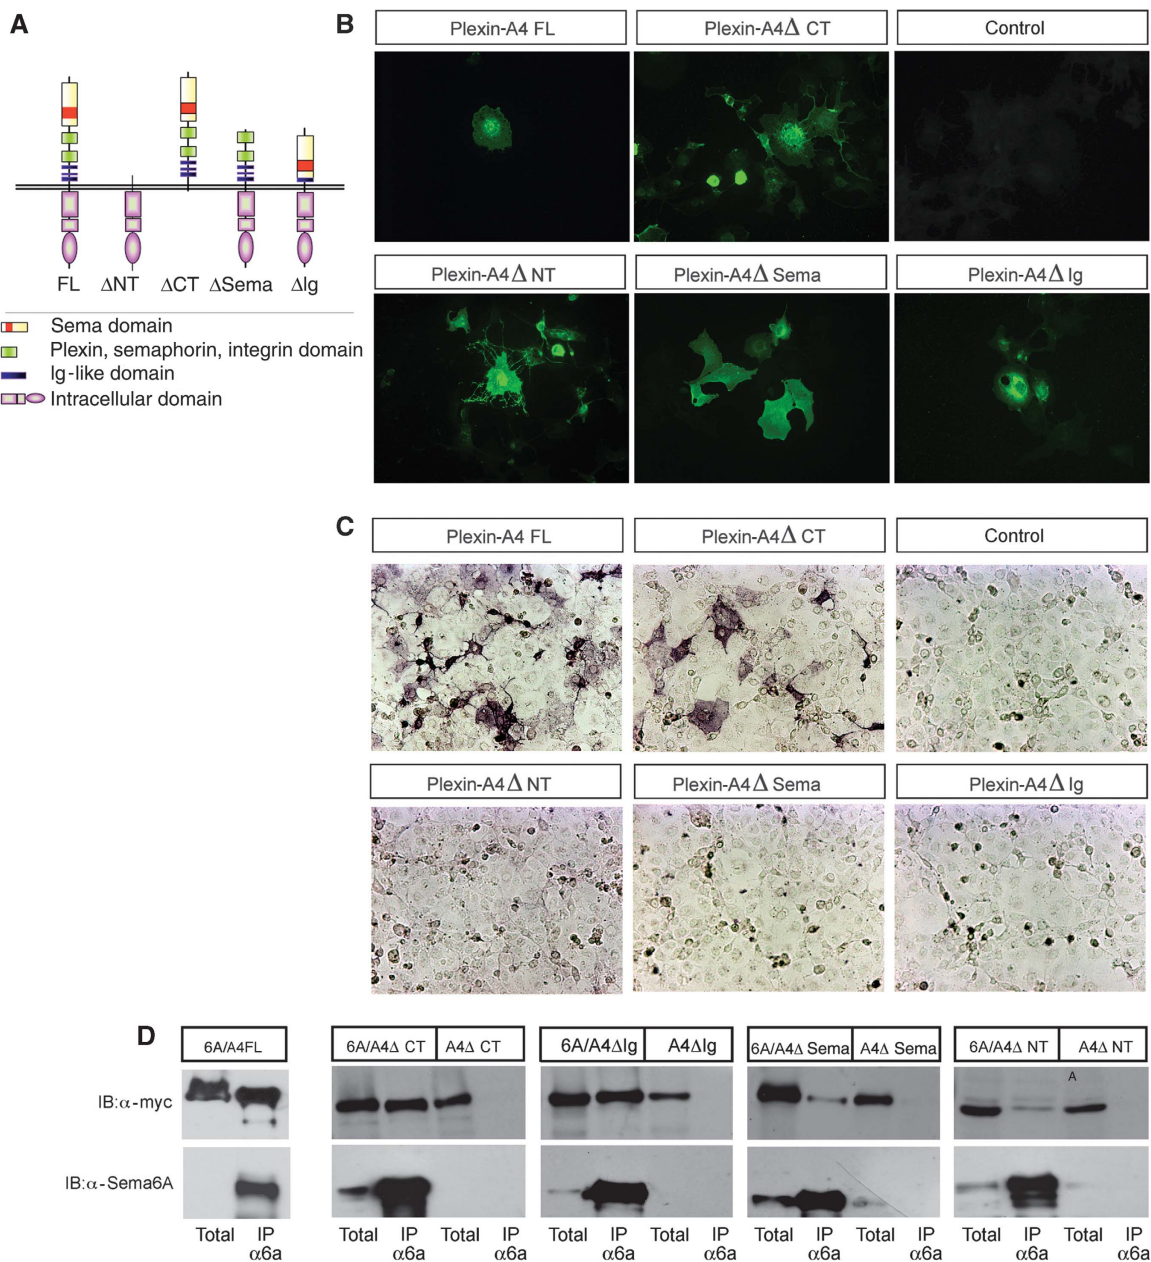 A
FL ΔNT ΔCT ΔSema ΔIg
Sema domain
Plexin, semaphorin, integrin domain
Ig-like domain
Intracellular domain
B
Plexin-A4 FL Plexin-A4Δ CT Control
Plexin-A4Δ NT Plexin-A4Δ Sema Plexin-A4Δ Ig
C
Plexin-A4 FL Plexin-A4Δ CT Control
Plexin-A4Δ NT Plexin-A4Δ Sema Plexin-A4Δ Ig
D
6A/A4FL 6A/A4Δ CT A4Δ CT 6A/A4ΔIg A4ΔIg 6A/A4Δ Sema A4Δ Sema 6A/A4Δ NT A4Δ NT
A
IB:α-myc
IB:α-Sema6A
Total IP Total IP Total IP Total IP Total IP Total IP Total IP Total IP Total IP
α6a α6a α6a α6a α6a α6a α6a α6a α6a